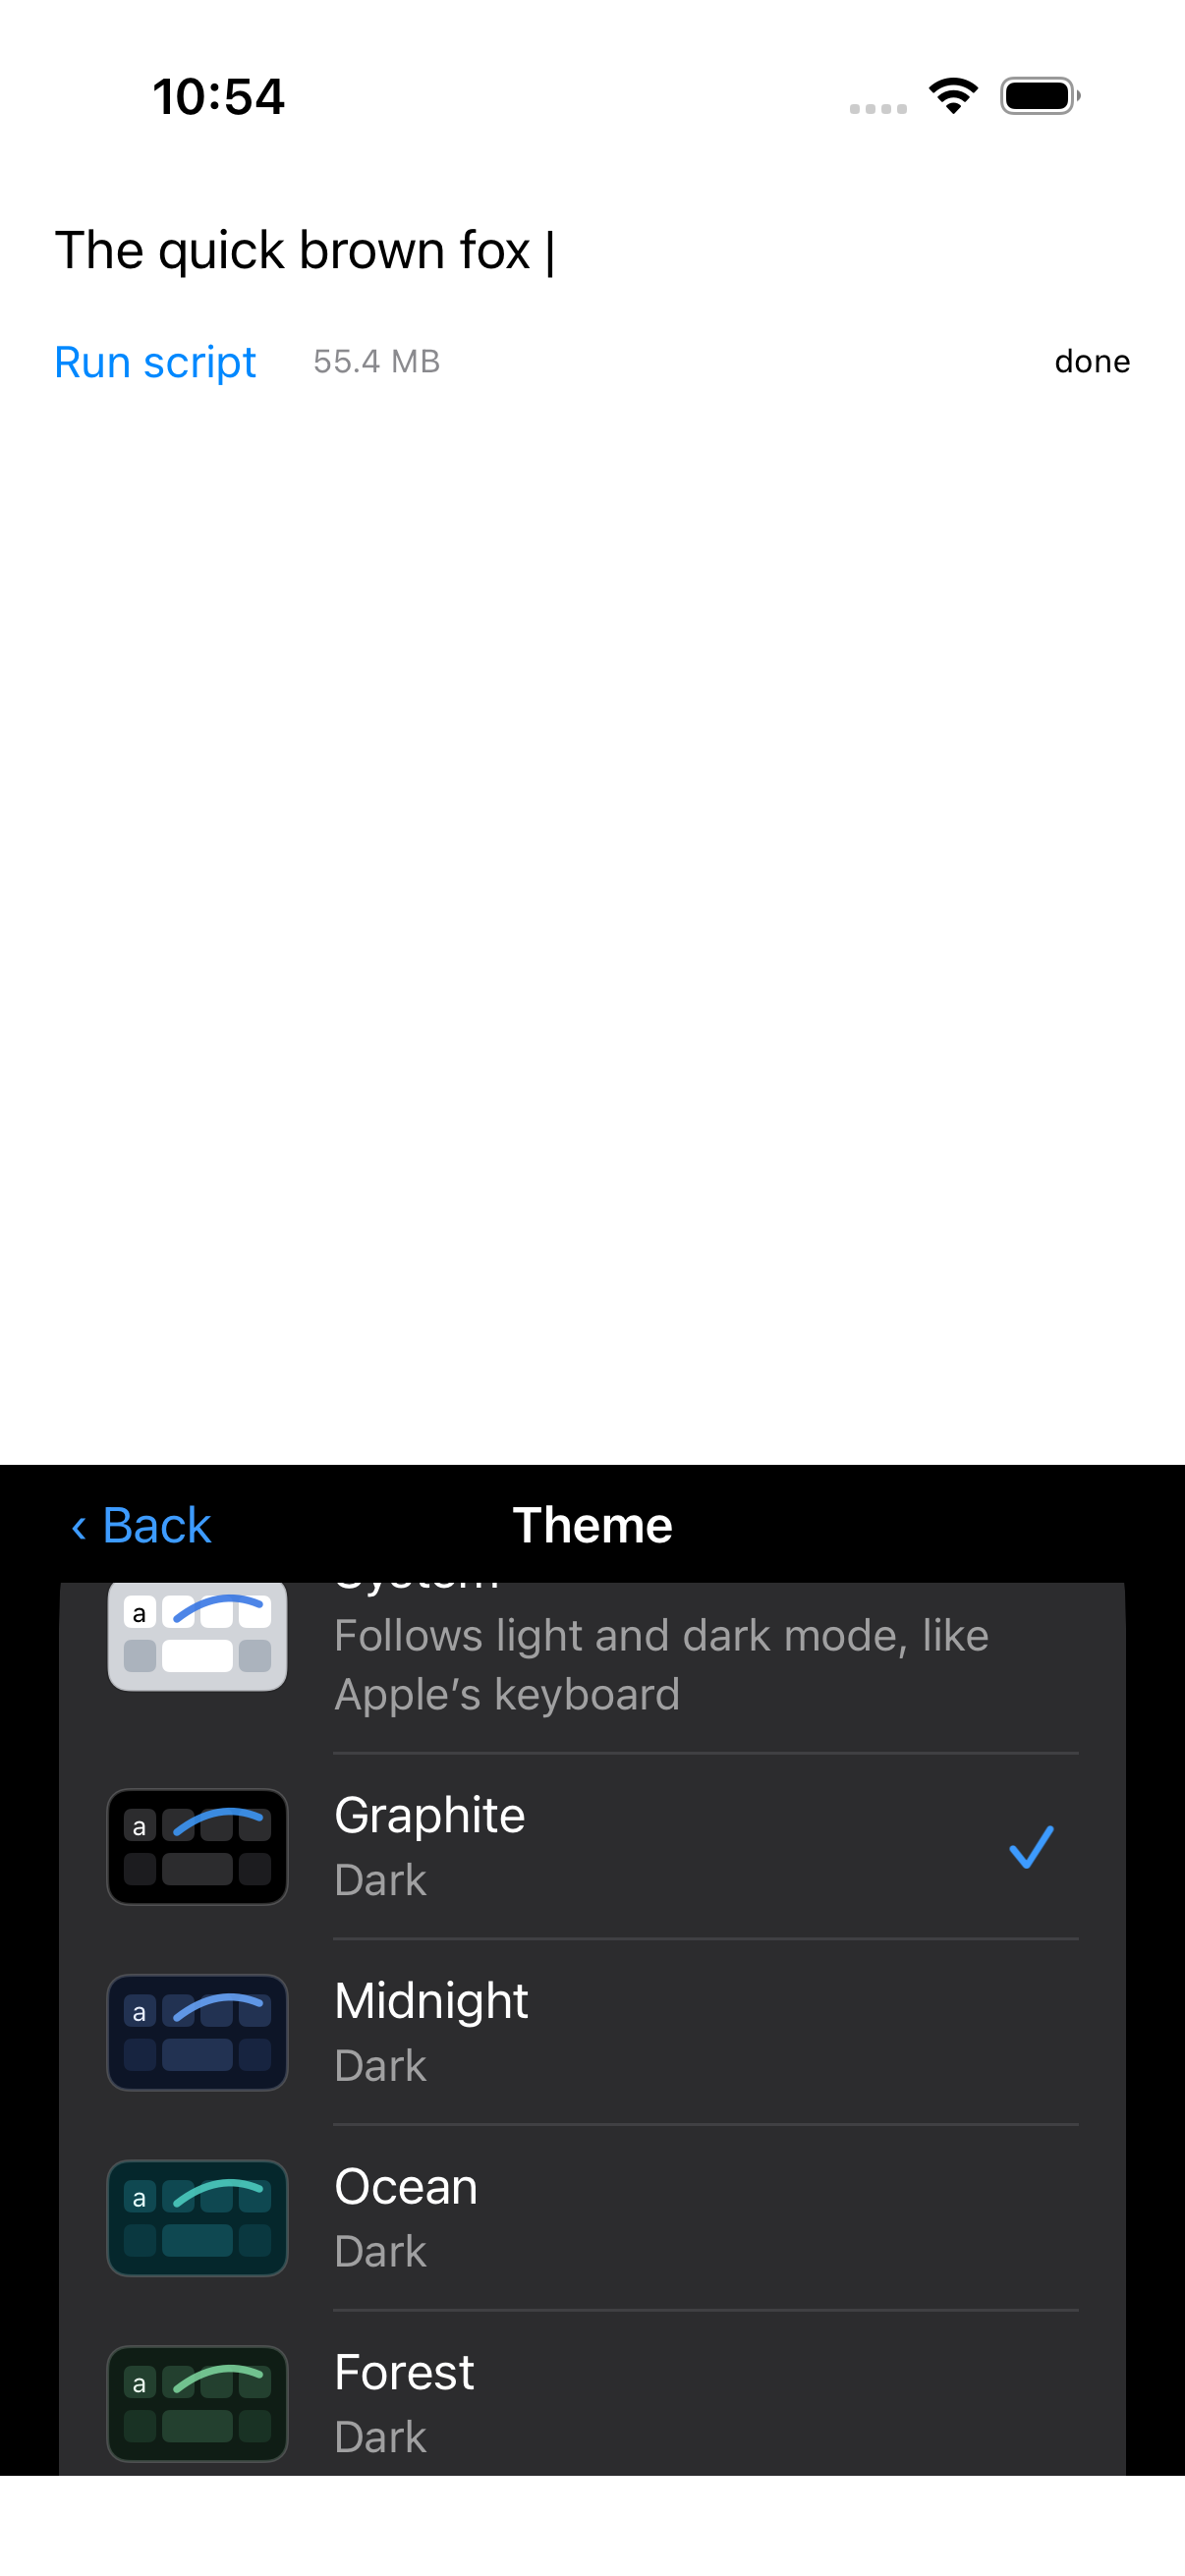 10:54
The quick brown fox
Run script 55.4 MB done
‹ Back Theme
System
a
Follows light and dark mode, like
Apple’s keyboard
a
Graphite
Dark
a
Midnight
Dark
a
Ocean
Dark
a
Forest
Dark